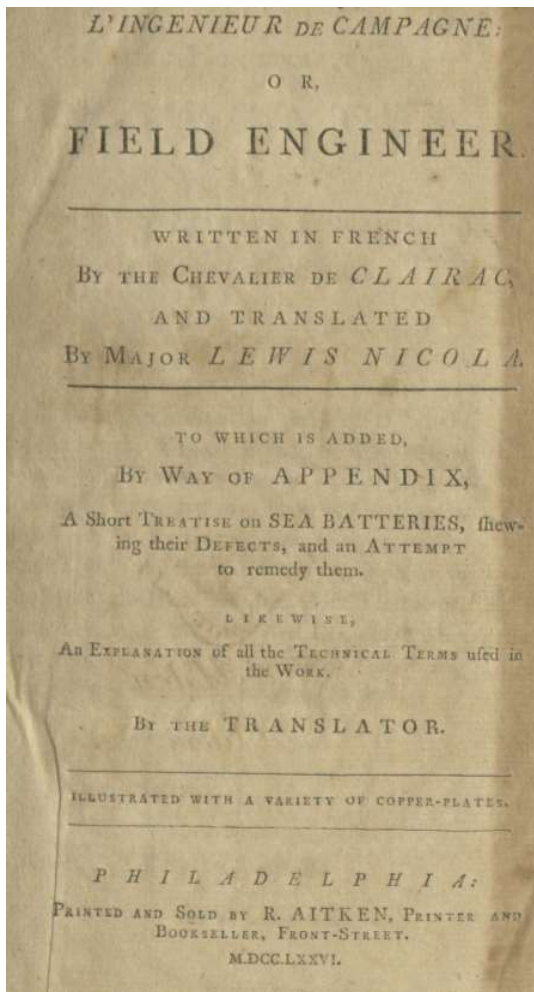 L'INGENIEUR DE CAMPAGNE:
O R,
FIELD ENGINEER.
WRITTEN IN FRENCH
BY THE CHEVALIER DE CLAIRAC,
AND TRANSLATED
BY MAJOR LEWIS NICOLA.
TO WHICH IS ADDED,
BY WAY OF APPENDIX,
A Short TREATISE on SEA BATTERIES, ſhew-
ing their DEFECTS, and an ATTEMPT
to remedy them.
LIKEWISE,
An EXPLANATION of all the TECHNICAL TERMS uſed in
the WORK.
BY THE TRANSLATOR.
ILLUSTRATED WITH A VARIETY OF COPPER-PLATES.
PHILADELPHIA:
PRINTED AND SOLD BY R. AITKEN, PRINTER AND
BOOKSELLER, FRONT-STREET.
M.DCC.LXXVI.